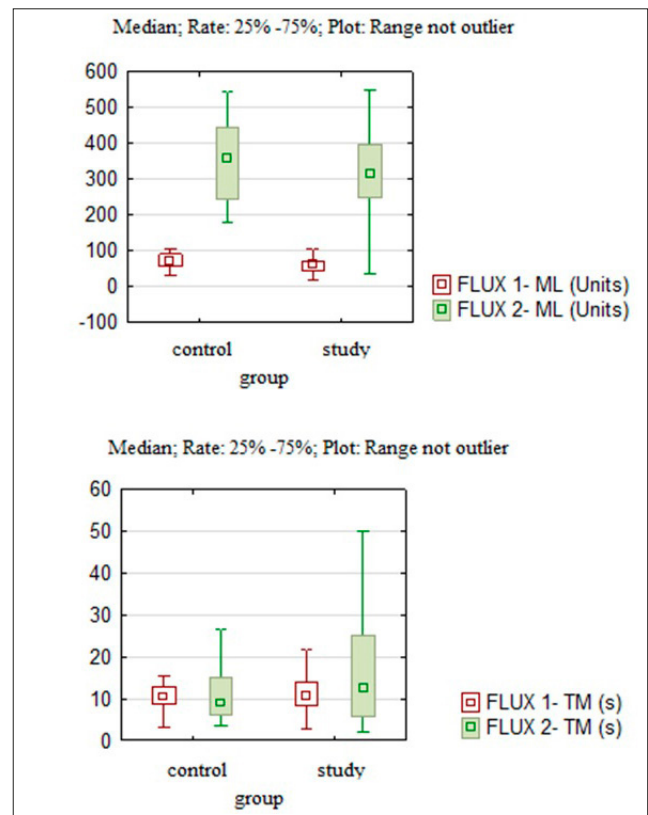 Median; Rate: 25% -75%; Plot: Range not outlier
600
500
400
300
200
100
0
-100
control study
group
FLUX 1- ML (Units)
FLUX 2- ML (Units)
Median; Rate: 25% -75%; Plot: Range not outlier
60
50
40
30
20
10
0
control study
group
FLUX 1- TM (s)
FLUX 2- TM (s)